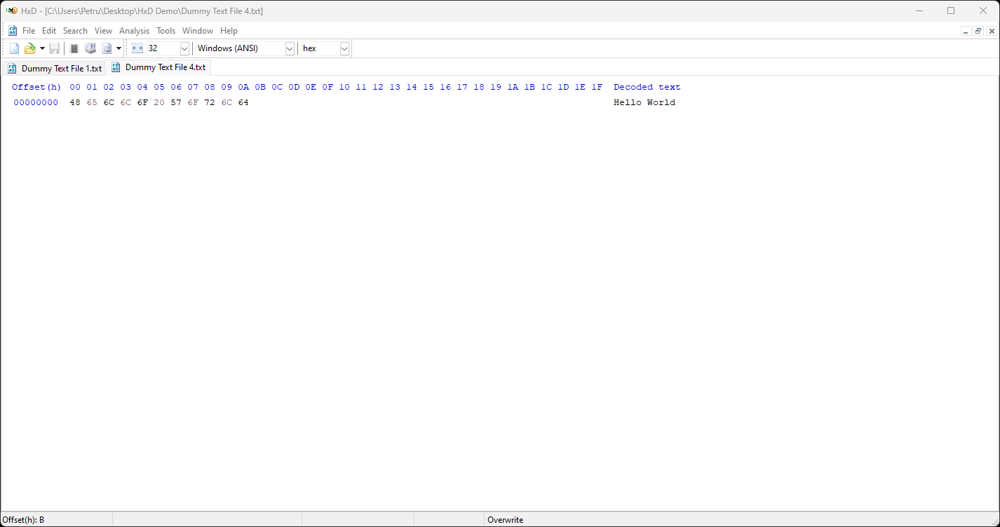 HxD - [C:\Users\Petru\Desktop\HxD Demo\Dummy Text File 4.txt]
File Edit Search View Analysis Tools Window Help
32 Windows (ANSI) hex
Dummy Text File 1.txt Dummy Text File 4.txt
Offset(h) 00 01 02 03 04 05 06 07 08 09 0A 0B 0C 0D 0E 0F 10 11 12 13 14 15 16 17 18 19 1A 1B 1C 1D 1E 1F Decoded text
00000000 48 65 6C 6C 6F 20 57 6F 72 6C 64 Hello World
Offset(h): B Overwrite